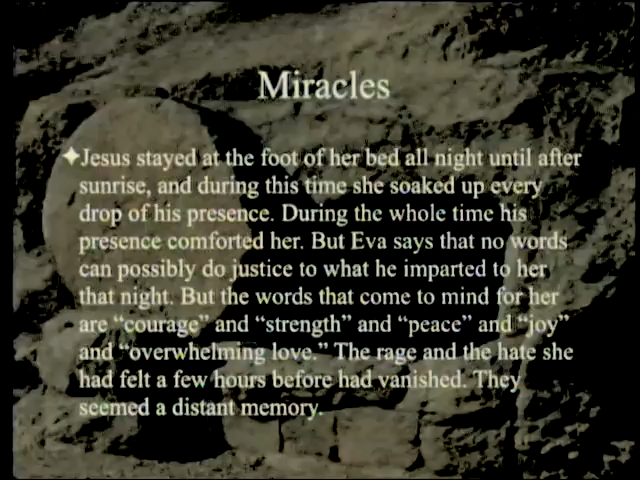 Miracles
✦Jesus stayed at the foot of her bed all night until after
sunrise, and during this time she soaked up every
drop of his presence. During the whole time his
presence comforted her. But Eva says that no words
can possibly do justice to what he imparted to her
that night. But the words that come to mind for her
are “courage” and “strength” and “peace” and “joy”
and “overwhelming love.” The rage and the hate she
had felt a few hours before had vanished. They
seemed a distant memory.